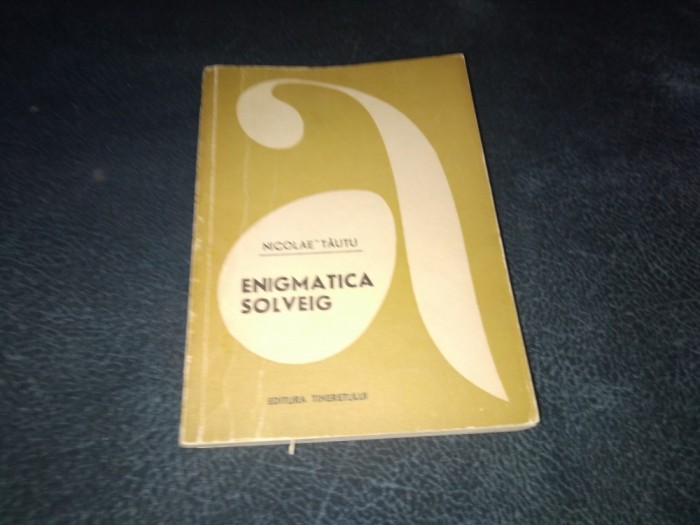 NICOLAE TĂUTU
ENIGMATICA
SOLVEIG
EDITURA TINERETULUI